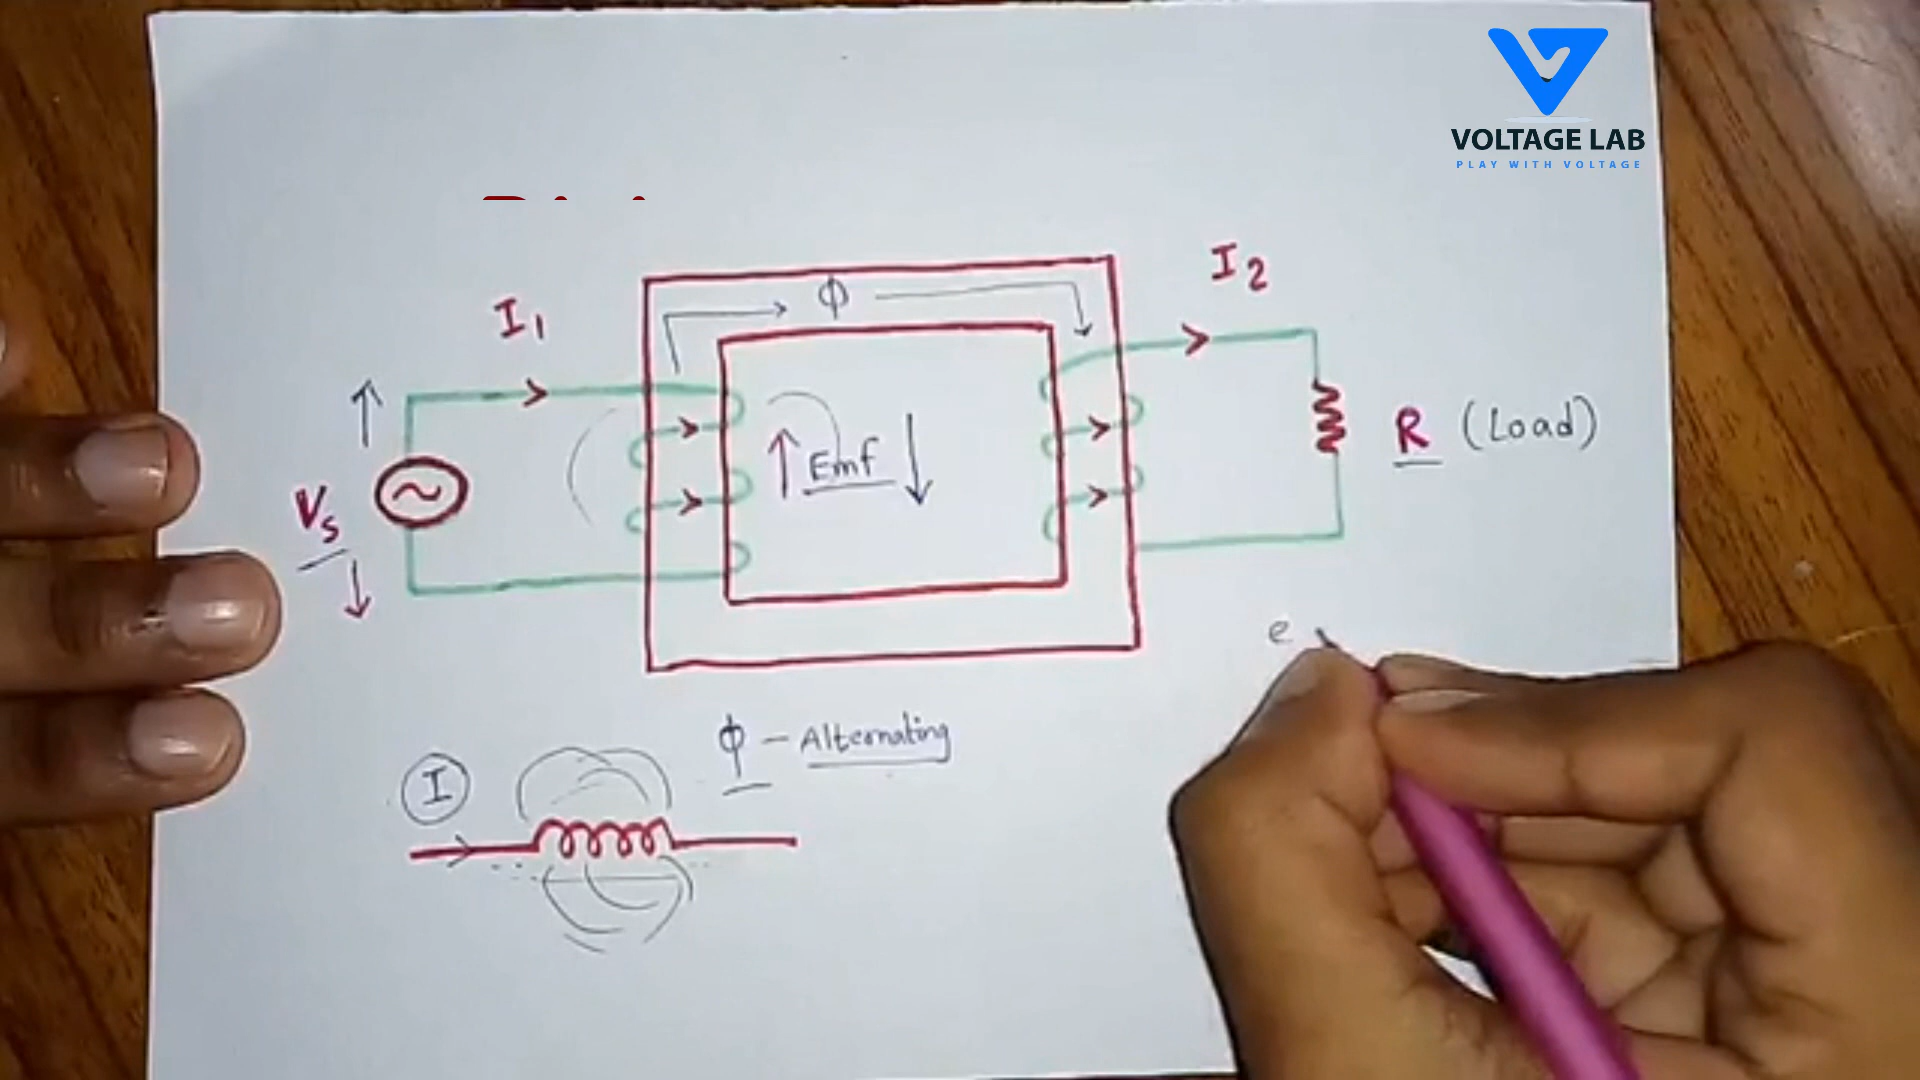 VOLTAGE LAB
PLAY WITH VOLTAGE
I1
ϕ
I2
Vs
Emf
R (Load)
e
ϕ - Alternating
I